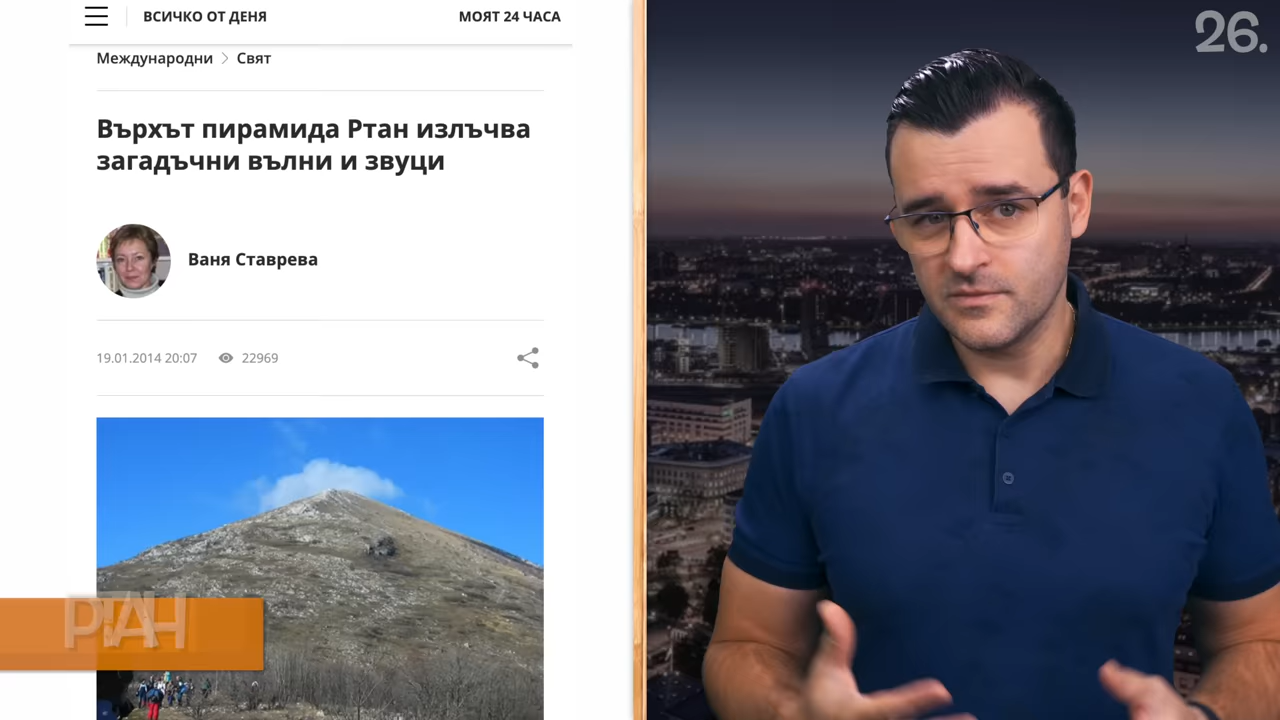 ВСИЧКО ОТ ДЕНЯ
МОЯТ 24 ЧАСА
26.
Международни > Свят
Върхът пирамида Ртан излъчва
загадъчни вълни и звуци
Ваня Ставрева
19.01.2014 20:07
22969
РТАН